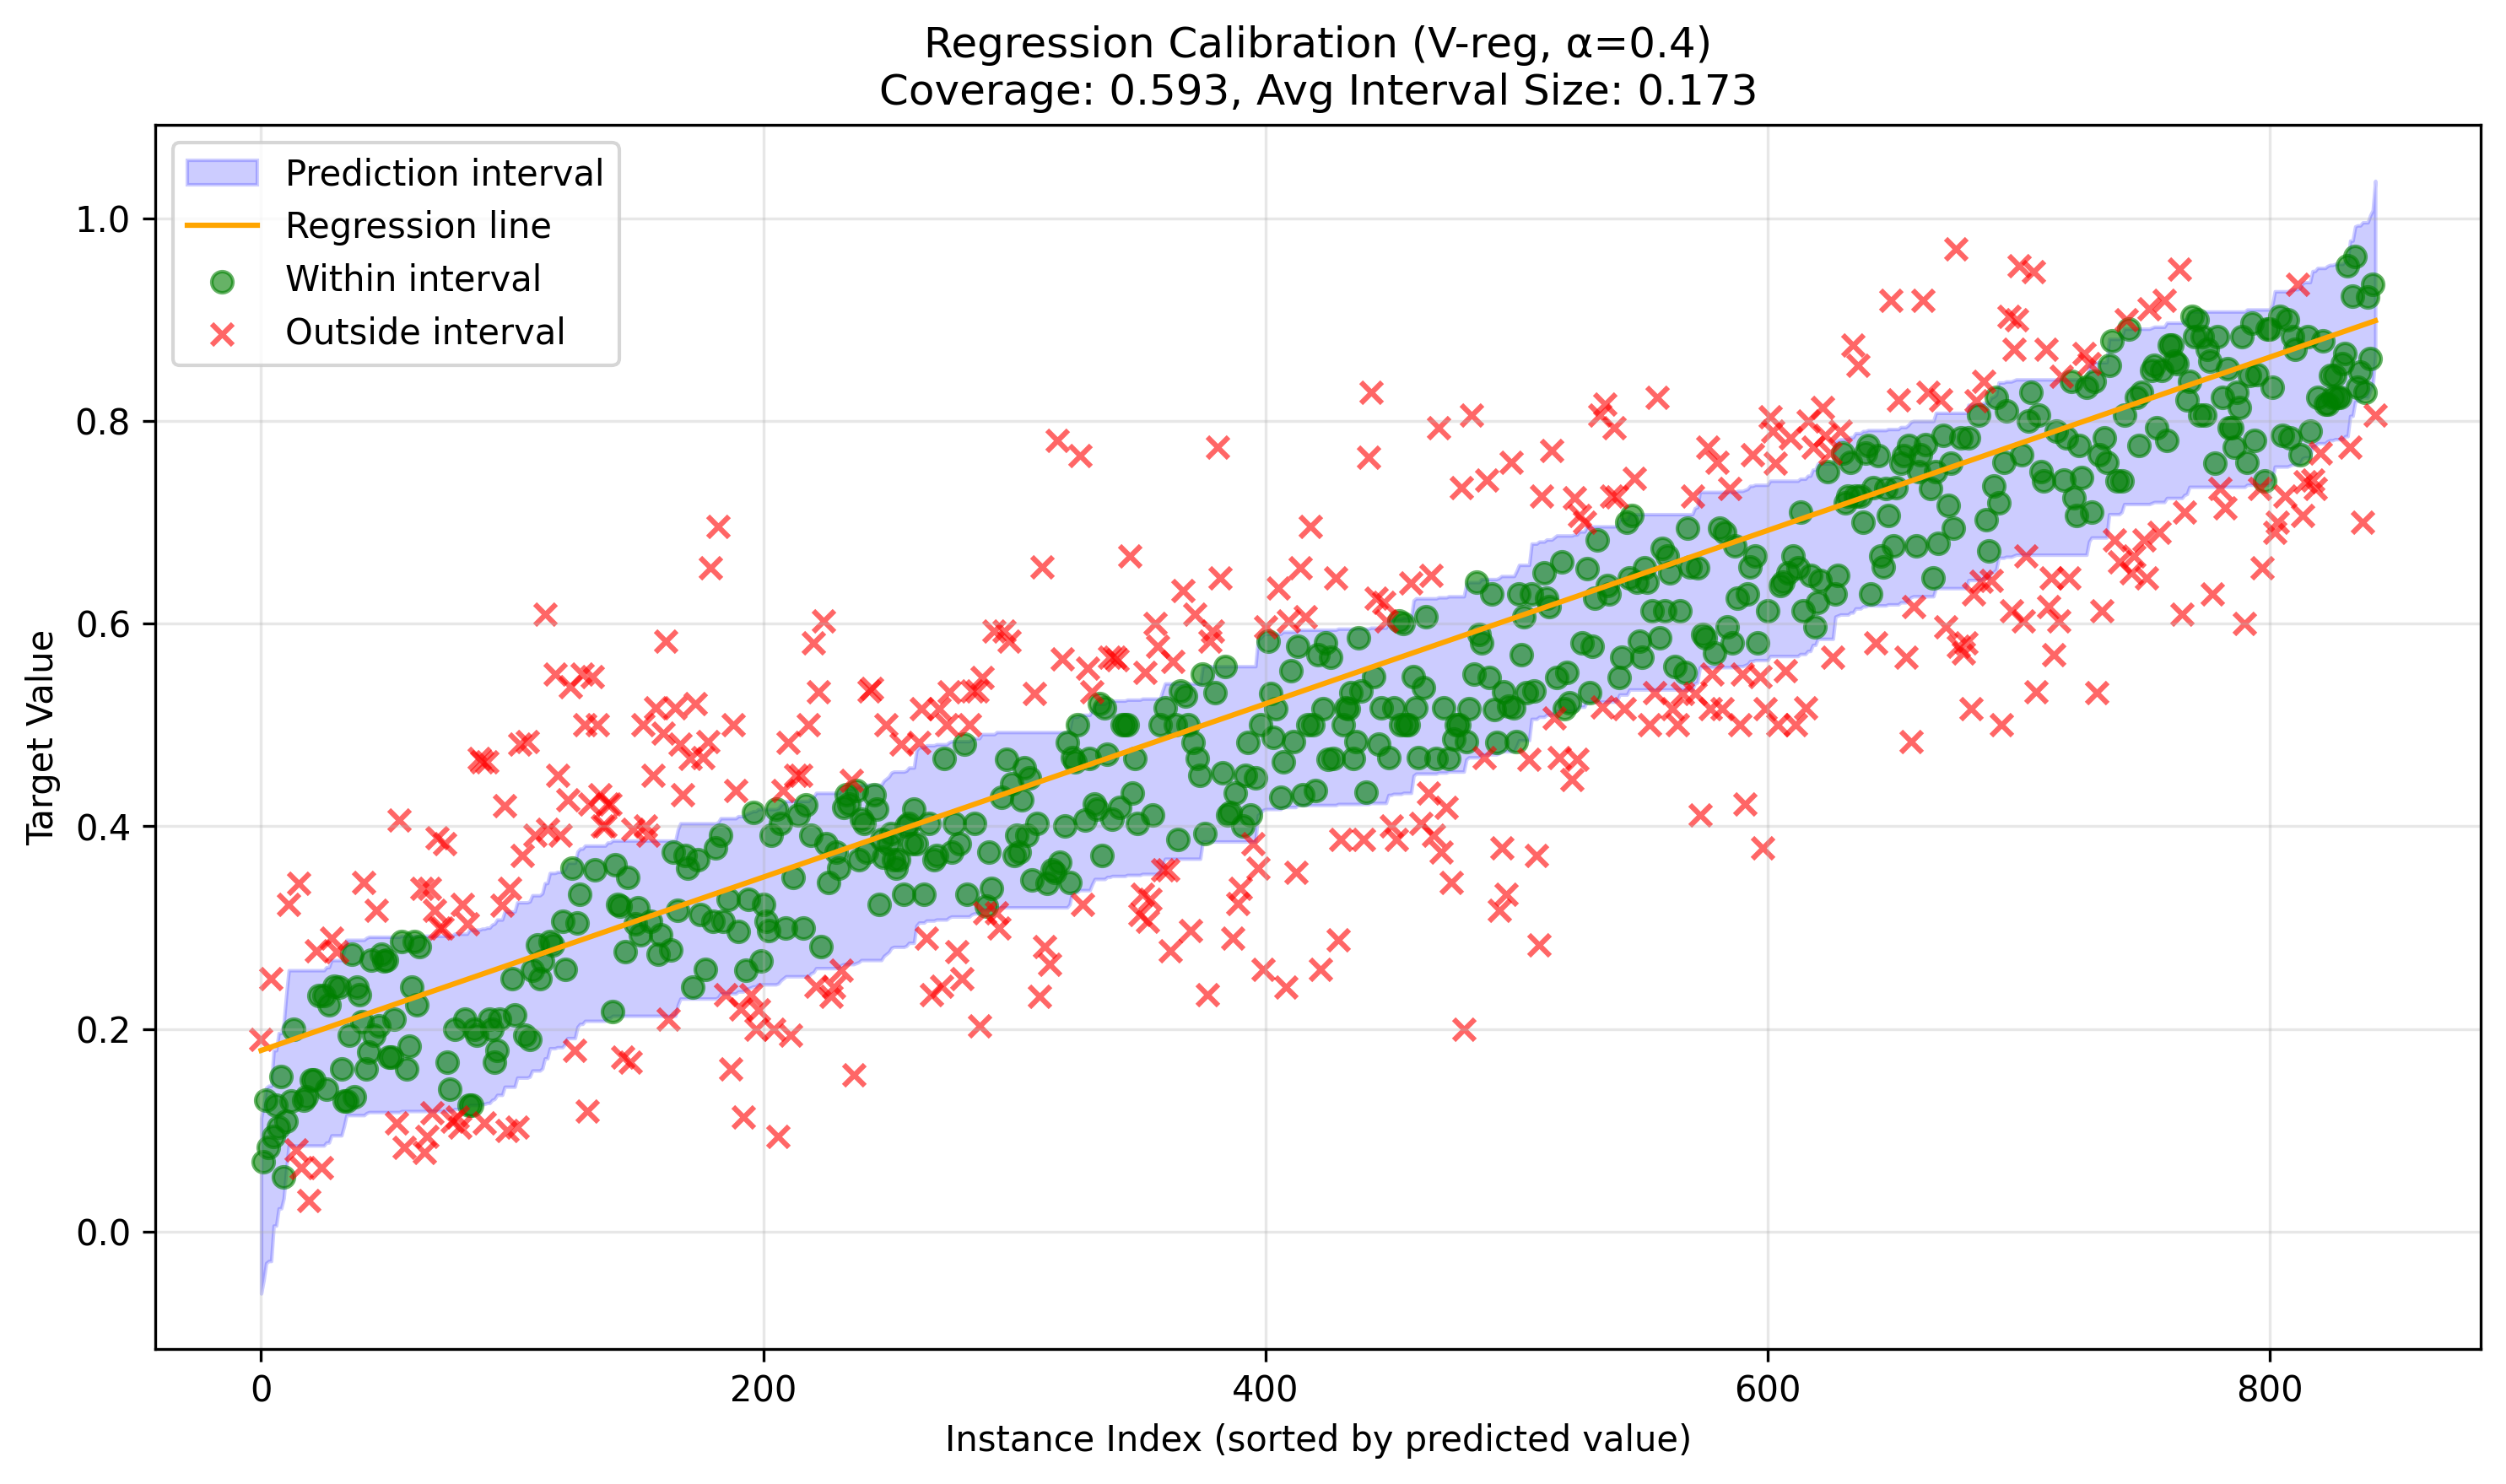 Regression Calibration (V-reg, α=0.4)
Coverage: 0.593, Avg Interval Size: 0.173
Prediction interval
Regression line
Within interval
Outside interval
Target Value
1.0
0.8
0.6
0.4
0.2
0.0
0 200 400 600 800
Instance Index (sorted by predicted value)